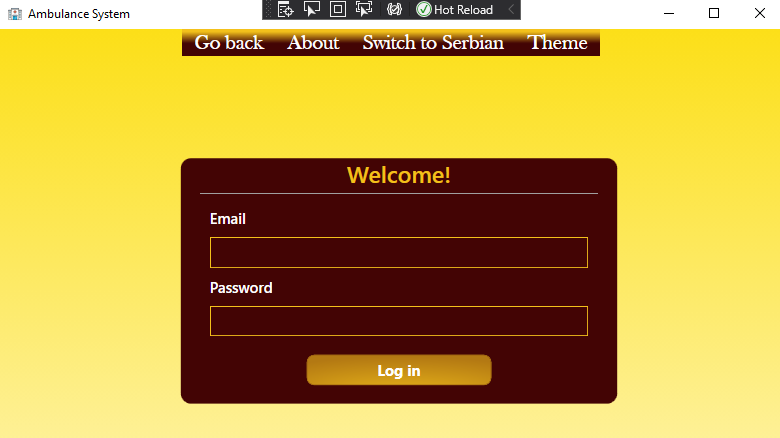 Ambulance System
Hot Reload
Go back About Switch to Serbian Theme
Welcome!
Email
Password
Log in